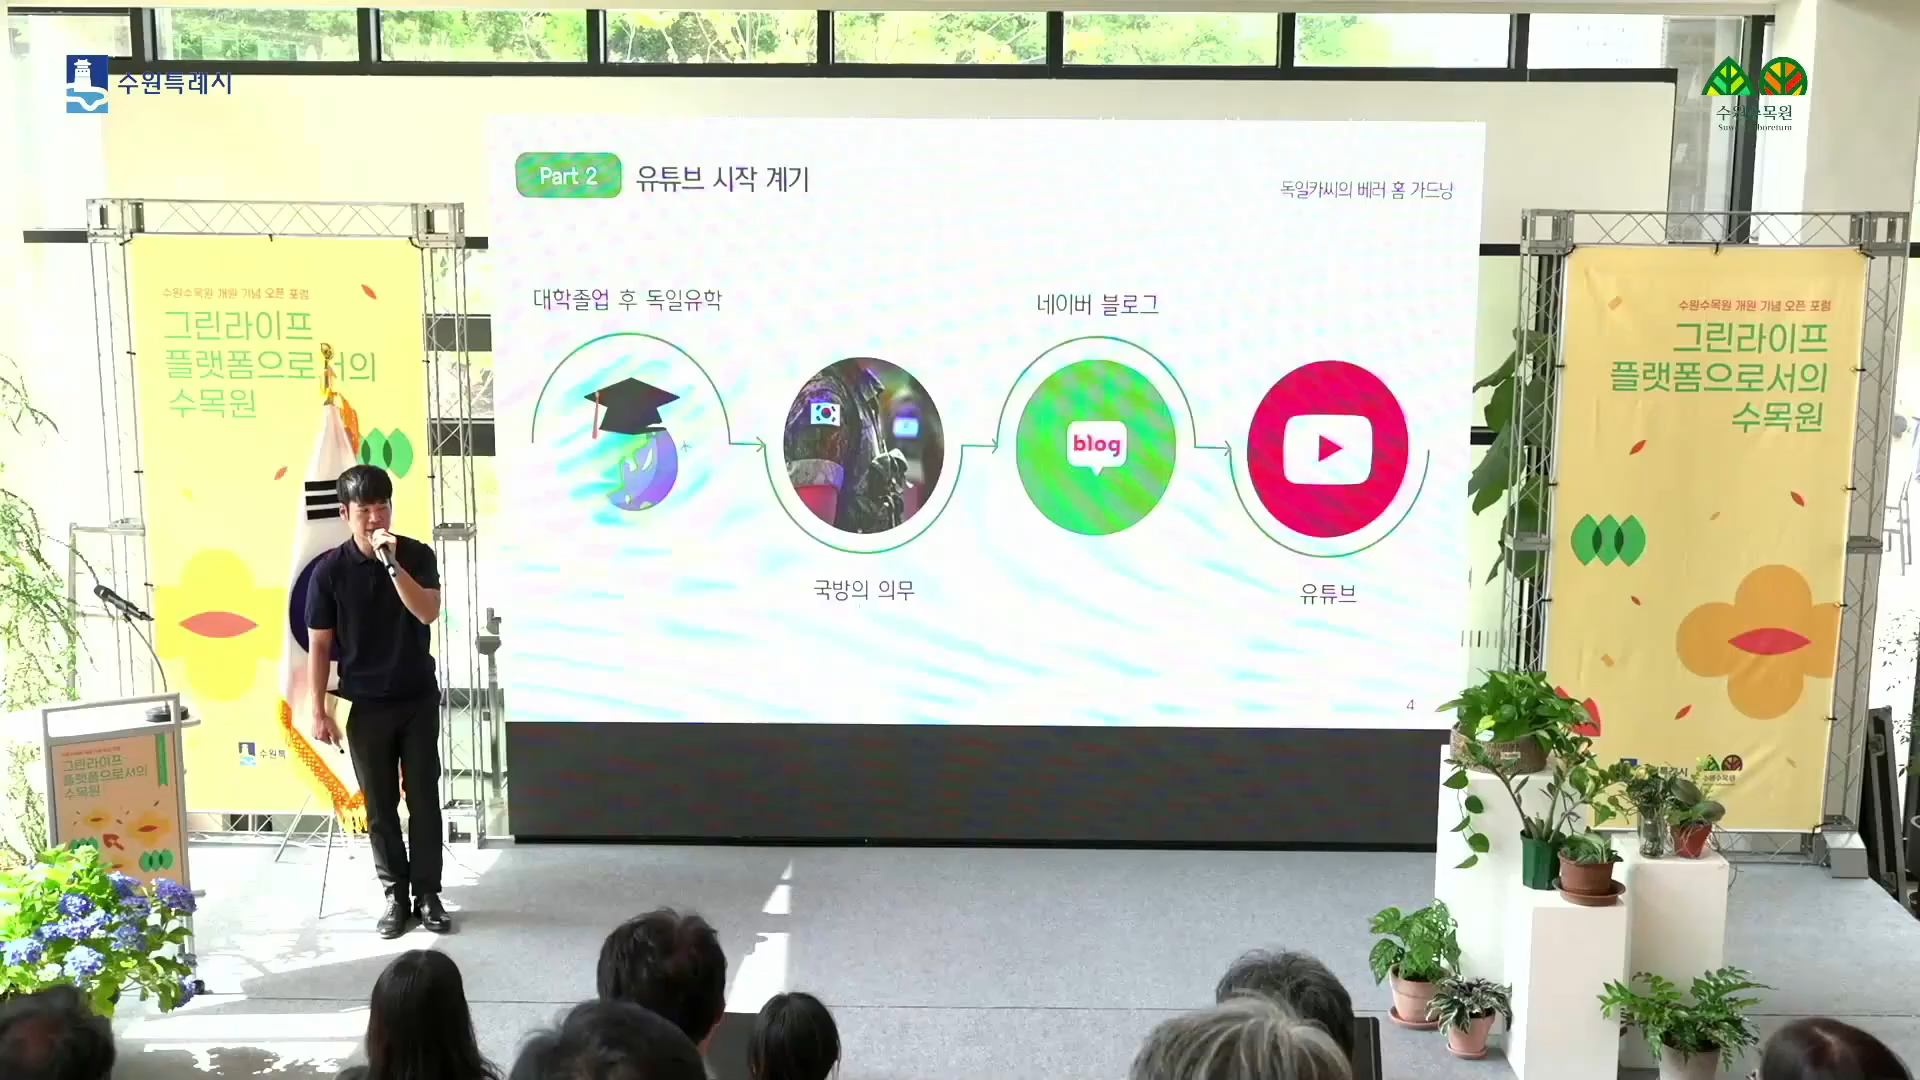 수원특례시
수원수목원
Part 2
유튜브 시작 계기
독일카씨의 베러 홈 가드닝
대학졸업 후 독일유학
네이버 블로그
blog
국방의 의무
유튜브
4
수원수목원 개원 기념 오픈 포럼
그린라이프
플랫폼으로서의
수목원
수원수목원 개원 기념 오픈 포럼
그린라이프
플랫폼으로서의
수목원
수원수목원
그린라이프
플랫폼으로서의
수목원